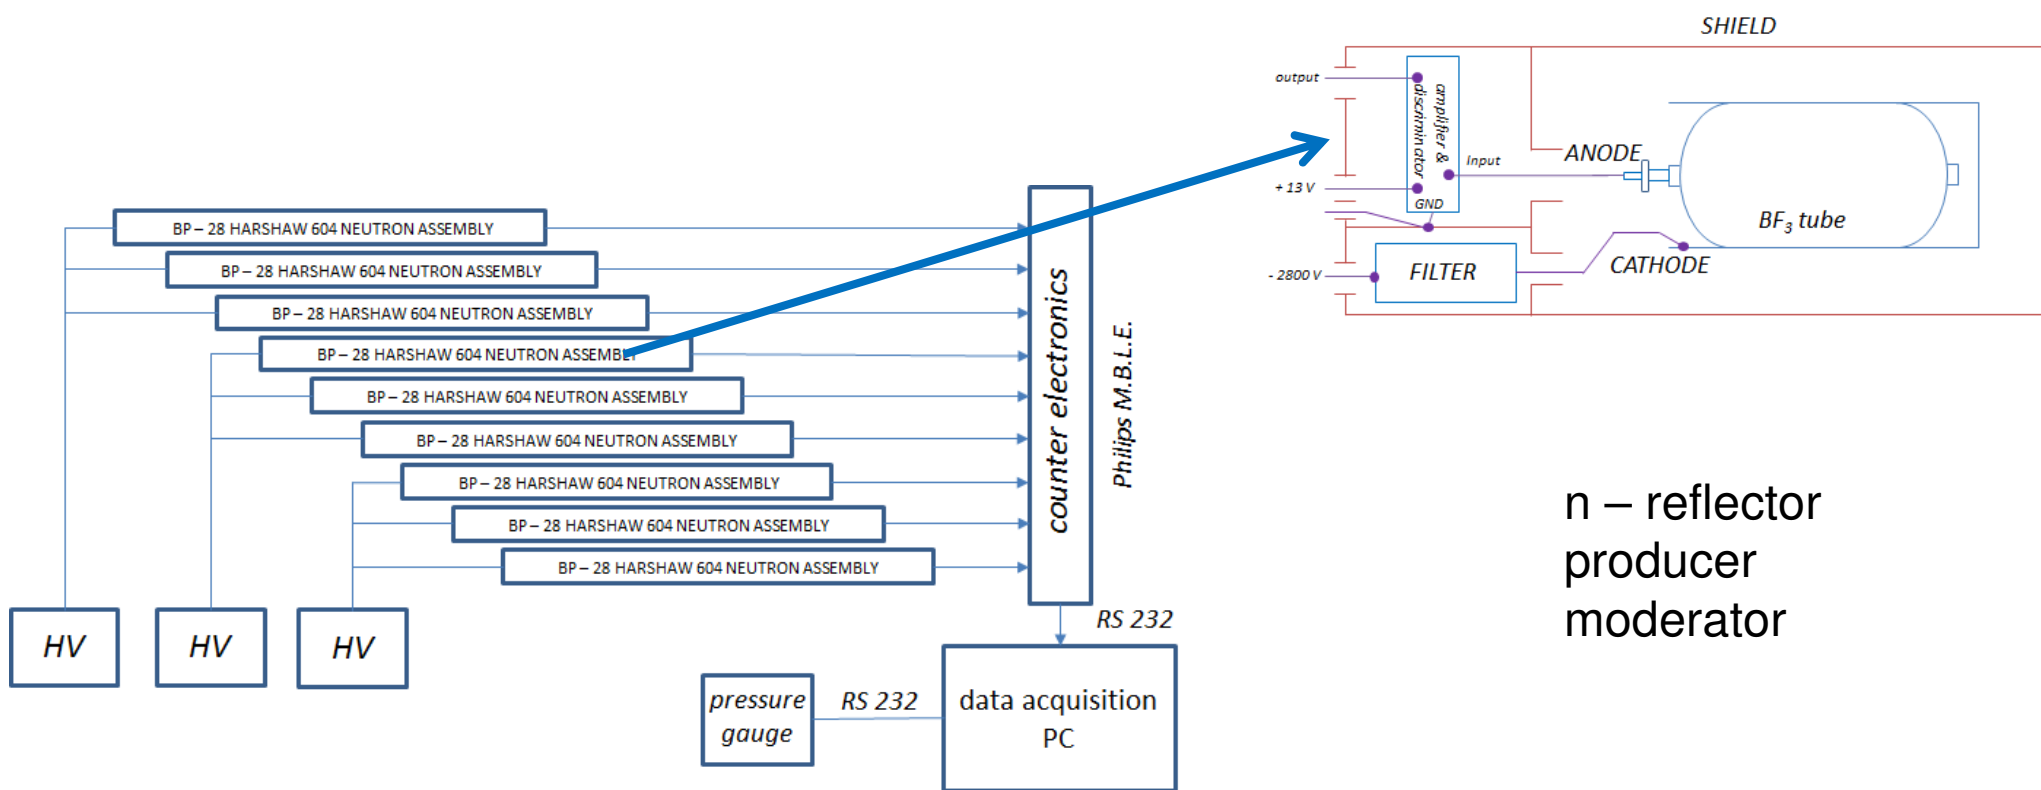 SHIELD
output
amplifier &
discriminator
Input
ANODE
+ 13 V
GND
BF₃ tube
- 2800 V
FILTER
CATHODE
BP – 28 HARSHAW 604 NEUTRON ASSEMBLY
BP – 28 HARSHAW 604 NEUTRON ASSEMBLY
BP – 28 HARSHAW 604 NEUTRON ASSEMBLY
BP – 28 HARSHAW 604 NEUTRON ASSEMBLY
BP – 28 HARSHAW 604 NEUTRON ASSEMBLY
BP – 28 HARSHAW 604 NEUTRON ASSEMBLY
BP – 28 HARSHAW 604 NEUTRON ASSEMBLY
BP – 28 HARSHAW 604 NEUTRON ASSEMBLY
BP – 28 HARSHAW 604 NEUTRON ASSEMBLY
counter electronics
Philips M.B.L.E.
HV
HV
HV
RS 232
pressure
gauge
RS 232
data acquisition
PC
n – reflector
producer
moderator